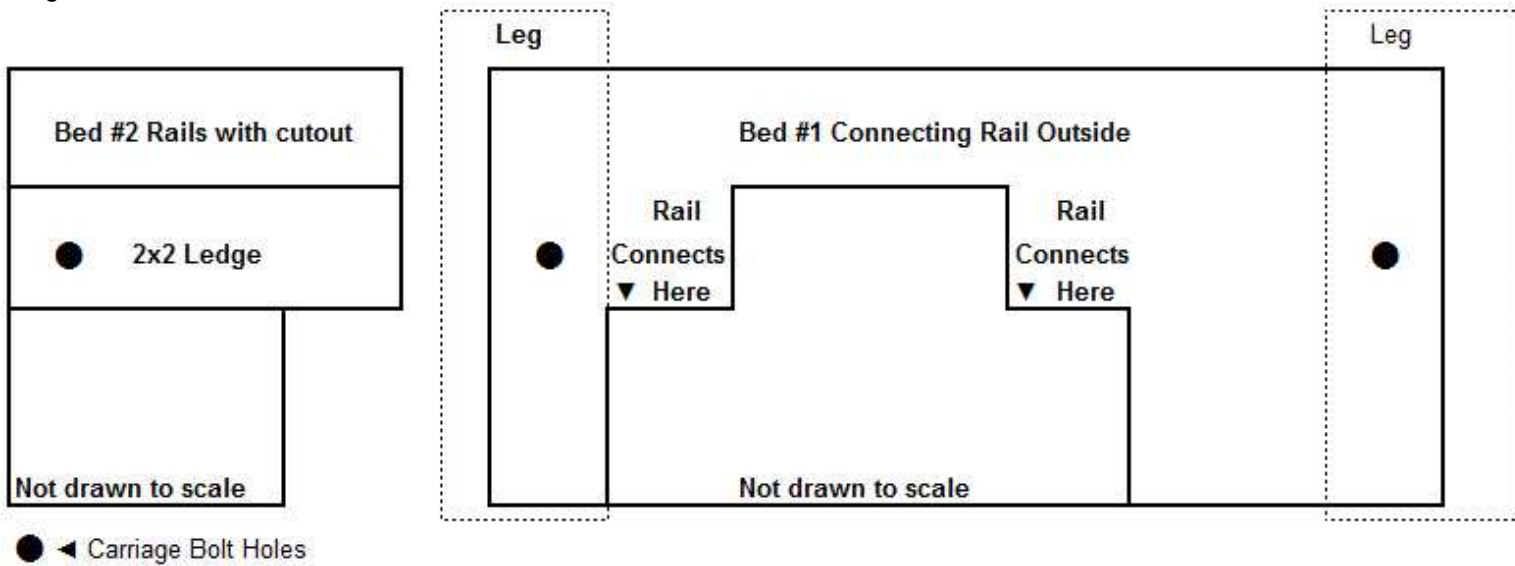 Leg
Leg
Bed #2 Rails with cutout
Bed #1 Connecting Rail Outside
2x2 Ledge
Rail
Connects
▼ Here
Rail
Connects
▼ Here
Not drawn to scale
Not drawn to scale
● ◄ Carriage Bolt Holes